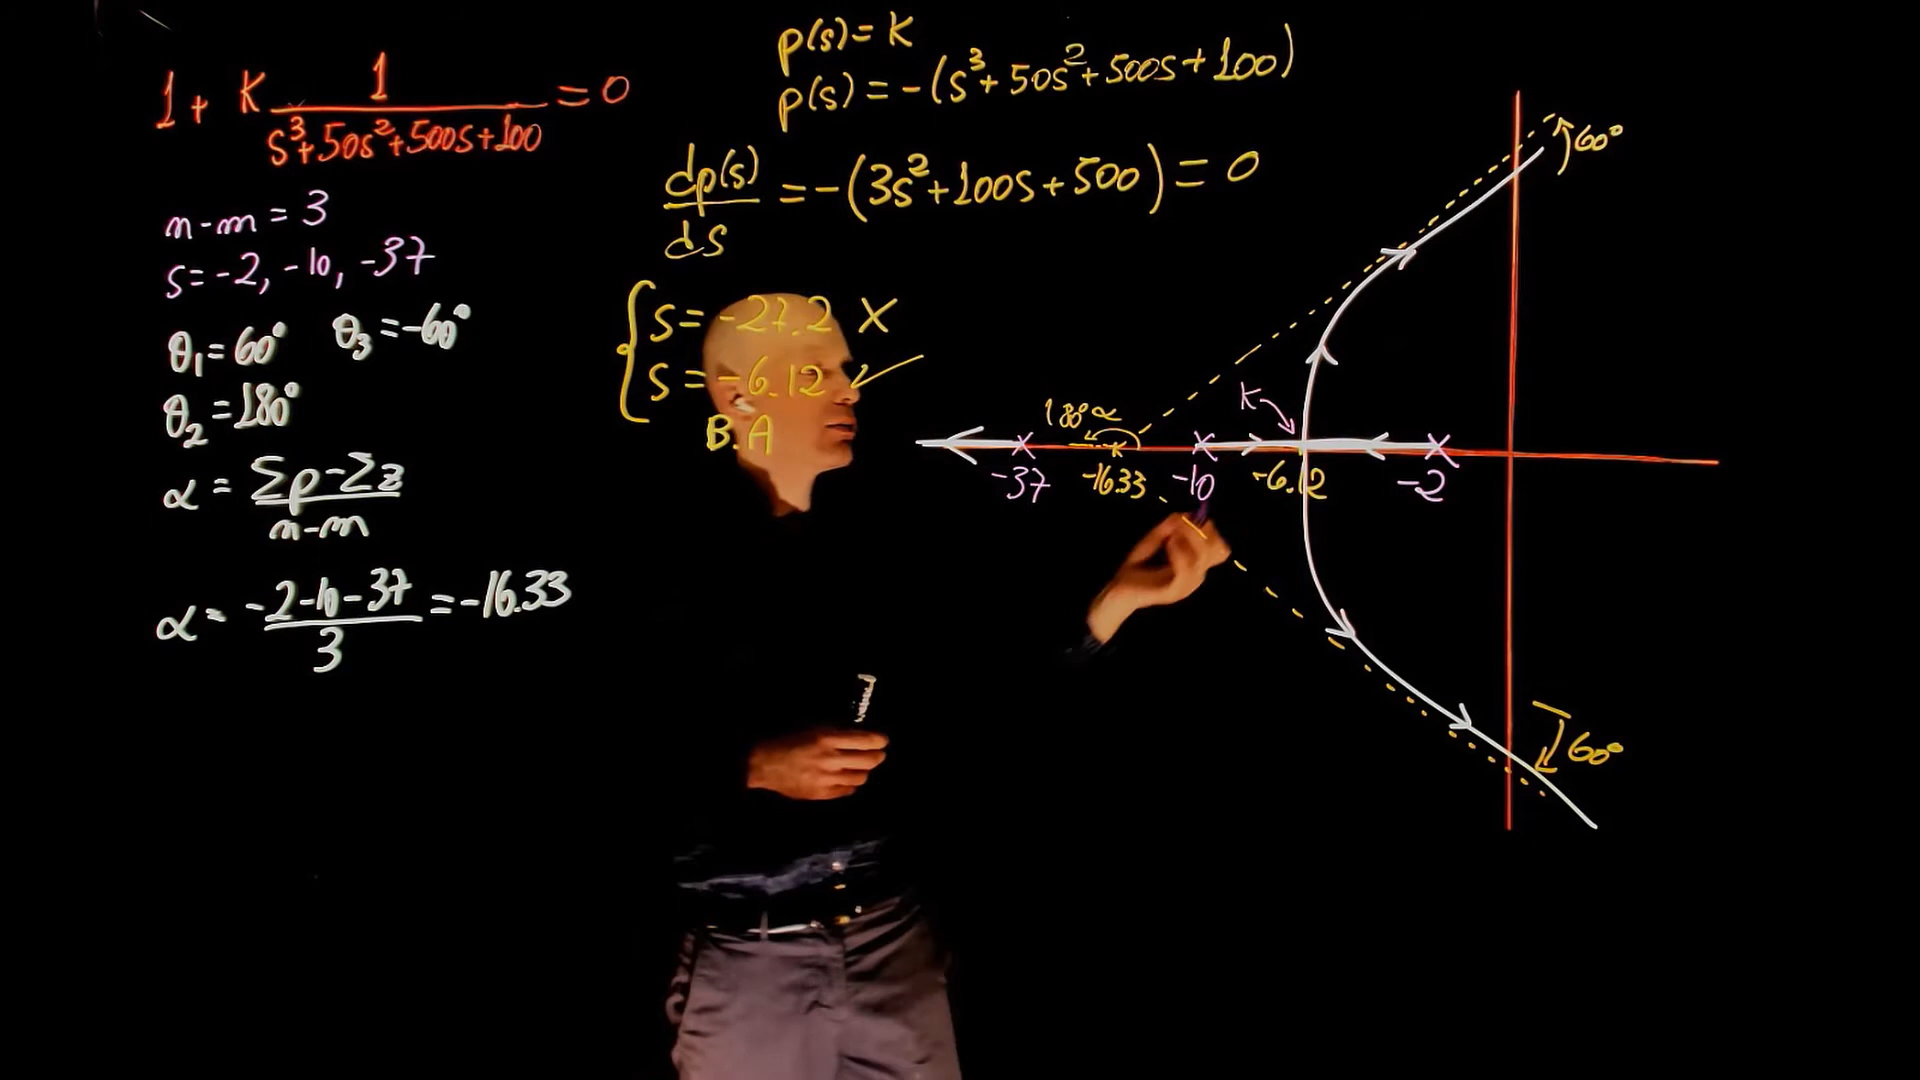 1 + K 1/(s³+50s²+500s+100) = 0
n-m = 3
s = -2, -10, -37
θ₁ = 60° θ₃ = -60°
θ₂ = 180°
α = (Σp-Σz)/(n-m)
α = (-2-10-37)/3 = -16.33
p(s) = K
p(s) = -(s³+50s²+500s+100)
dp(s)/ds = -(3s²+100s+500) = 0
{ s = -27.2 X
s = -6.12 ✓
B.A
60°
K
180° α
-37 -16.33 -10 -6.12 -2
60°